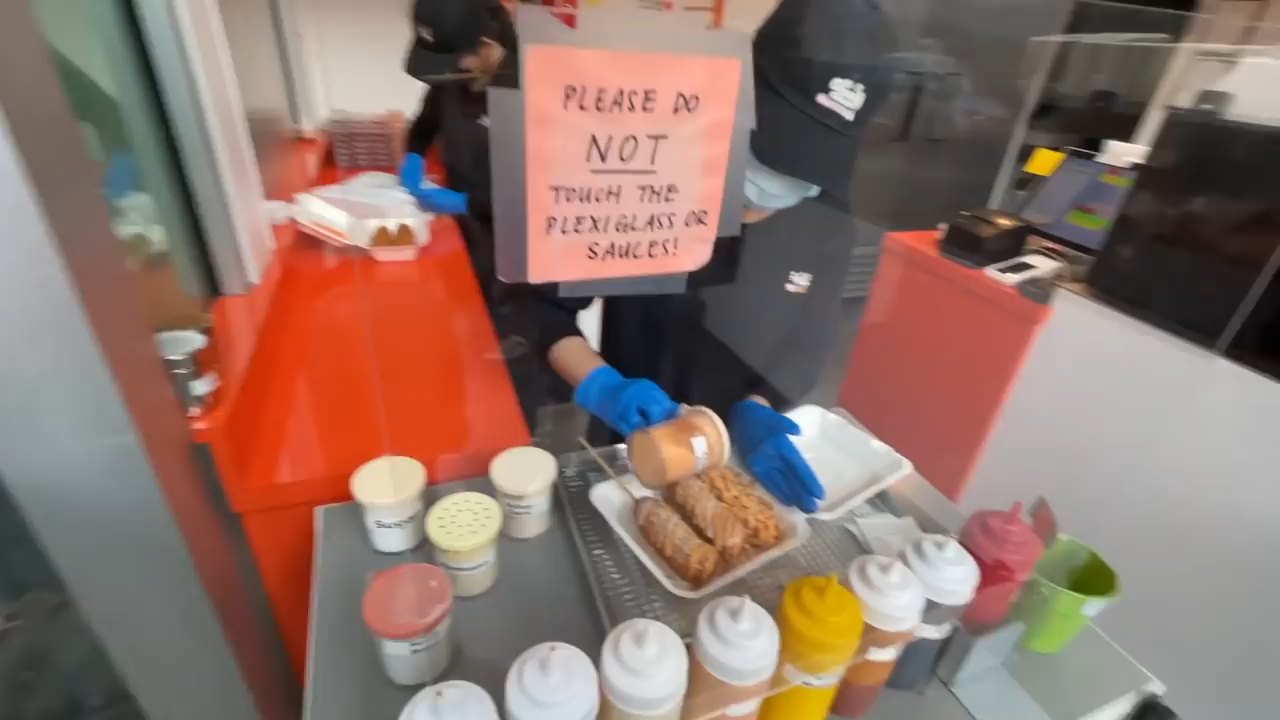 PLEASE DO
NOT
TOUCH THE
PLEXIGLASS OR
SAUCES!